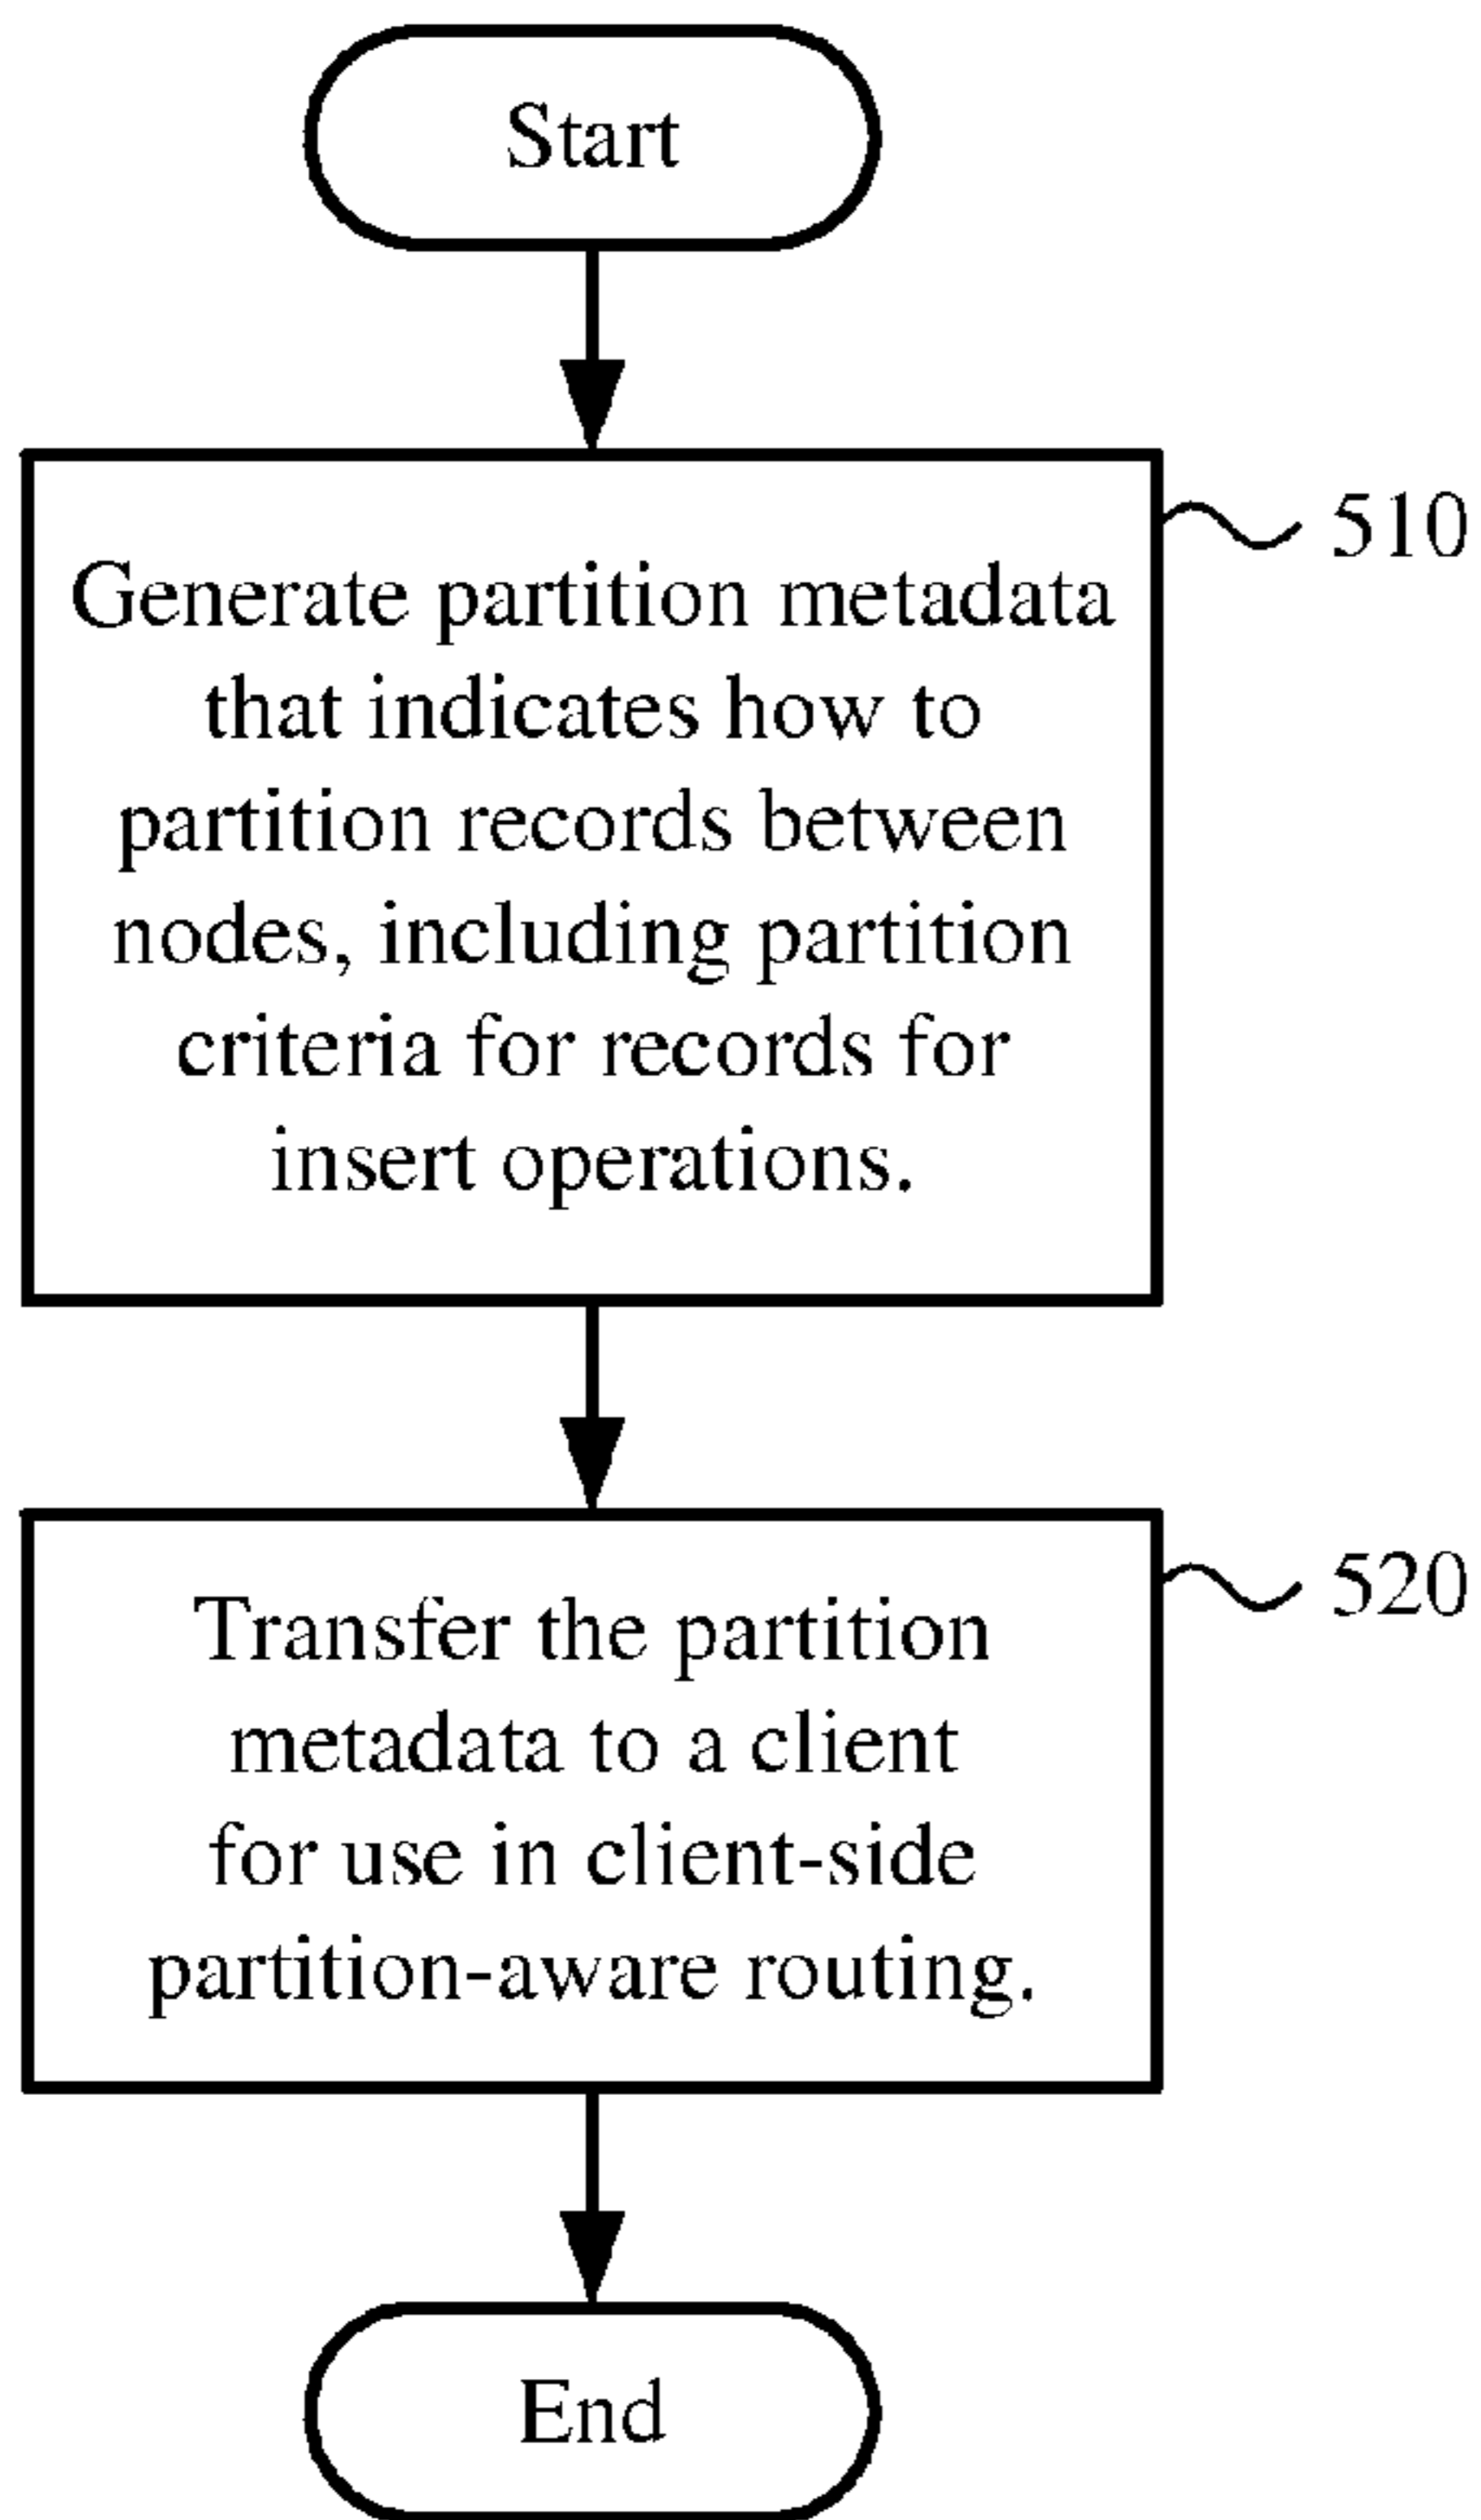 Start
510
Generate partition metadata
that indicates how to
partition records between
nodes, including partition
criteria for records for
insert operations.
520
Transfer the partition
metadata to a client
for use in client-side
partition-aware routing.
End